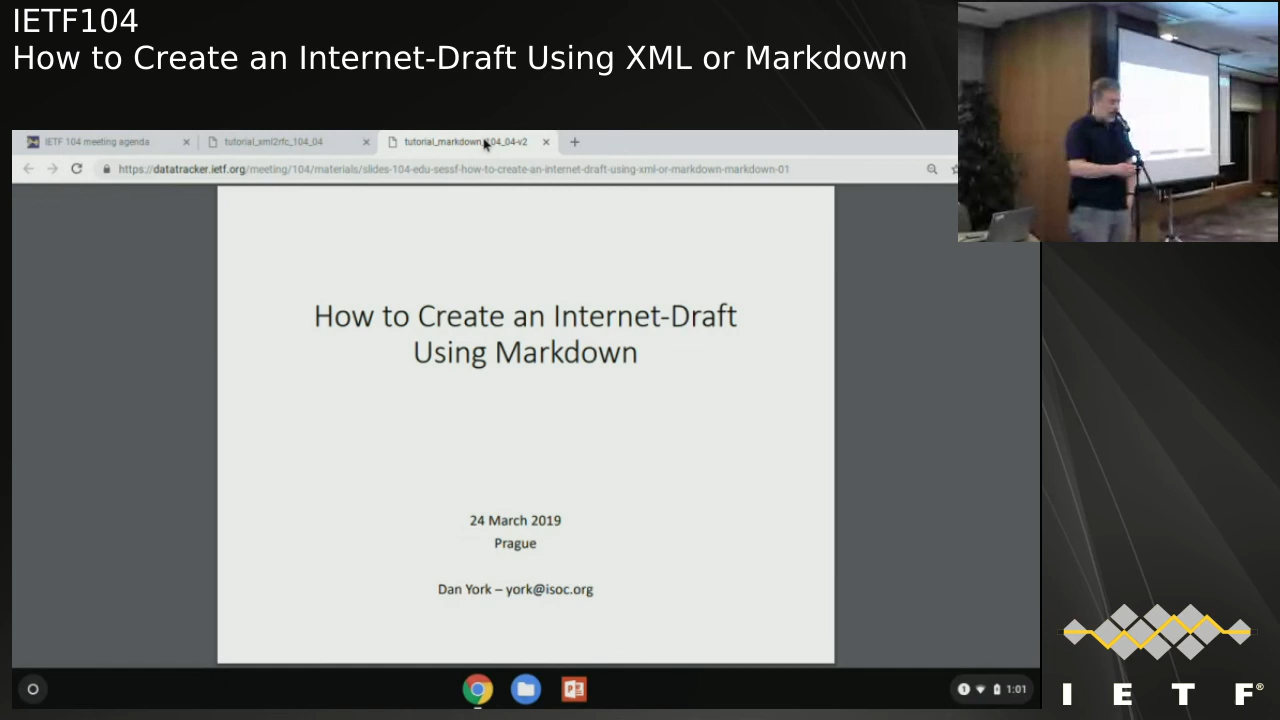 IETF104
How to Create an Internet-Draft Using XML or Markdown
IETF 104 meeting agenda
tutorial_xml2rfc_104_04
tutorial_markdown_104_04-v2
https://datatracker.ietf.org/meeting/104/materials/slides-104-edu-sessf-how-to-create-an-internet-draft-using-xml-or-markdown-markdown-01
How to Create an Internet-Draft
Using Markdown
24 March 2019
Prague
Dan York – york@isoc.org
1 1:01
I E T F®